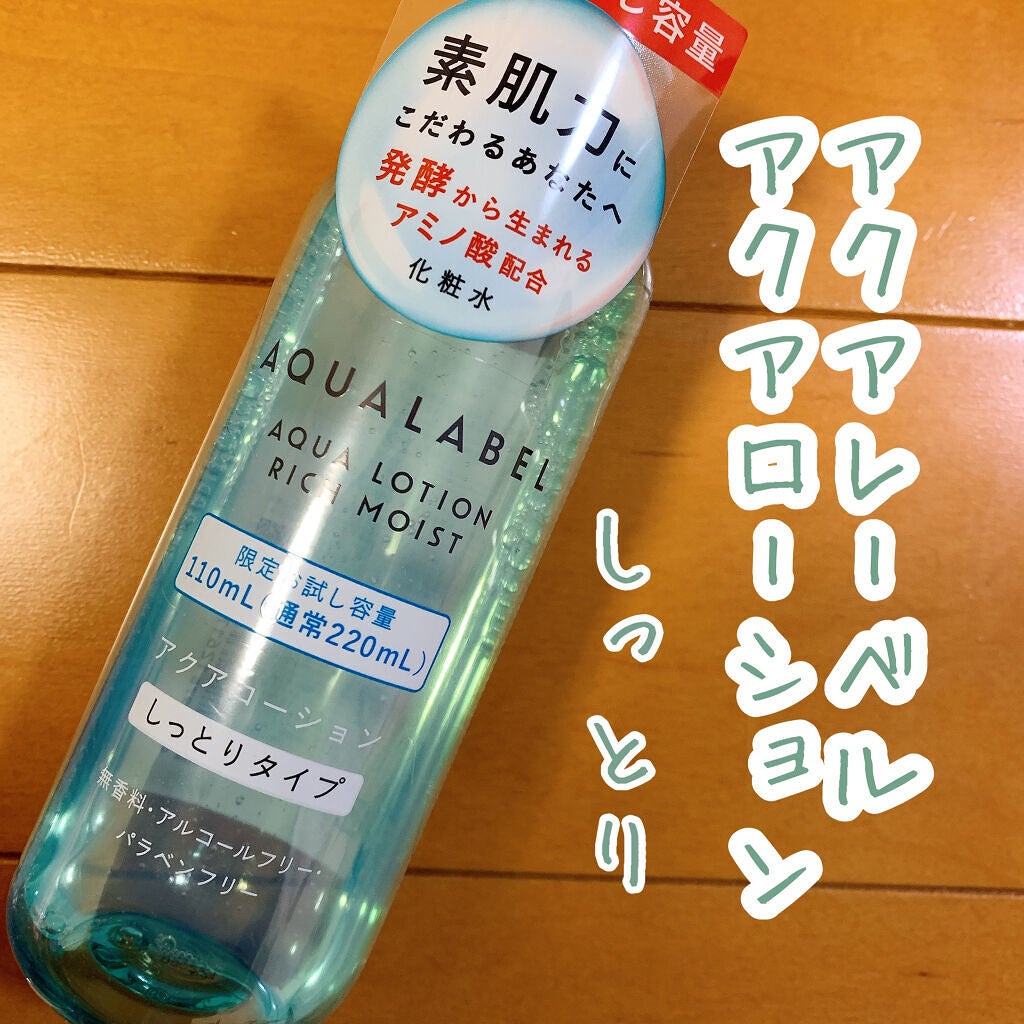 し容量
素肌力に
こだわるあなたへ
発酵から生まれる
アミノ酸配合
化粧水
AQUALABEL
AQUA LOTION
RICH MOIST
限定お試し容量
110mL(通常220mL)
アクアローション
しっとりタイプ
無香料・アルコールフリー・
パラベンフリー
アクアレーベル
アクアローション
しっとり